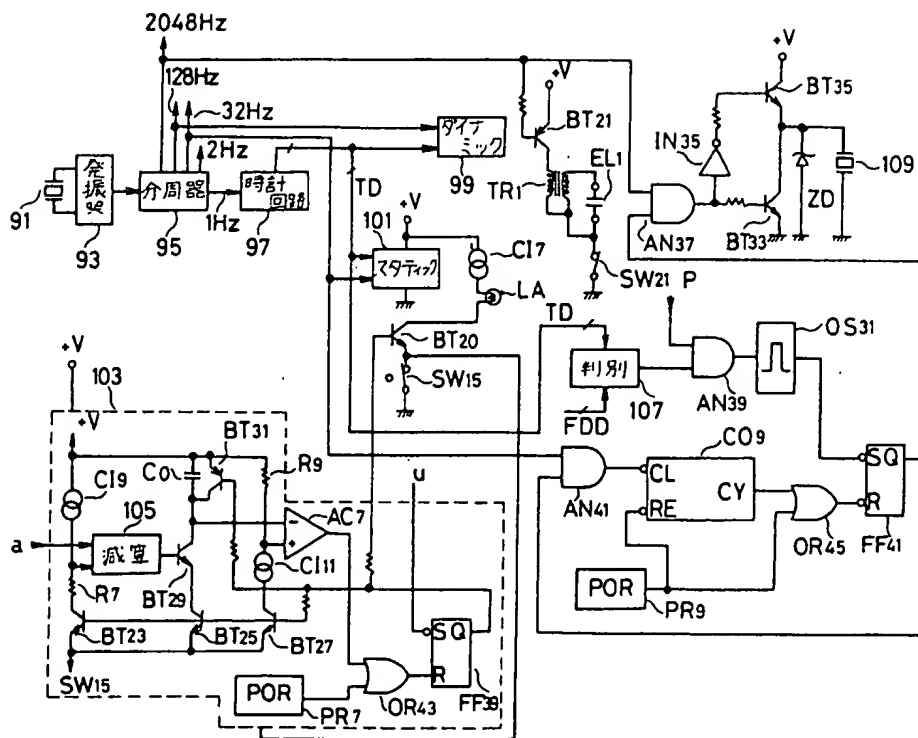 2048Hz
128Hz
32Hz
2Hz
+V
+V
BT35
BT21
ダイナ
ミック
99
IN35
EL1
109
TR1
ZD
発振器
分周器
時計
回路
91
93
95
1Hz
97
TD
AN37
BT33
101
+V
スタティック
CI7
LA
SW21
P
BT20
TD
OS31
SW15
判別
107
AN39
FDD
+V
103
+V
BT31
CO
R9
u
CO9
CI9
AC7
CL
CY
RE
AN41
SQ
R
FF41
OR45
a
105
減算
BT29
CI11
R7
BT23
BT25
BT27
SQ
R
FF39
POR
PR9
SW15
POR
PR7
OR43